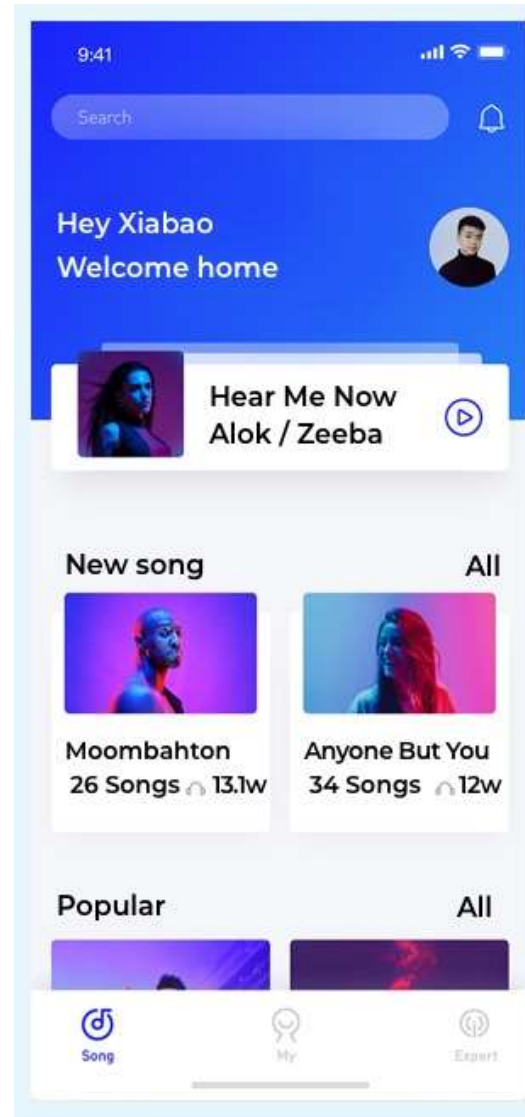 9:41
Search
Hey Xiabao
Welcome home
Hear Me Now
Alok / Zeeba
New song
All
Moombahton
26 Songs 13.1w
Anyone But You
34 Songs 12w
Popular
All
Song
My
Expert